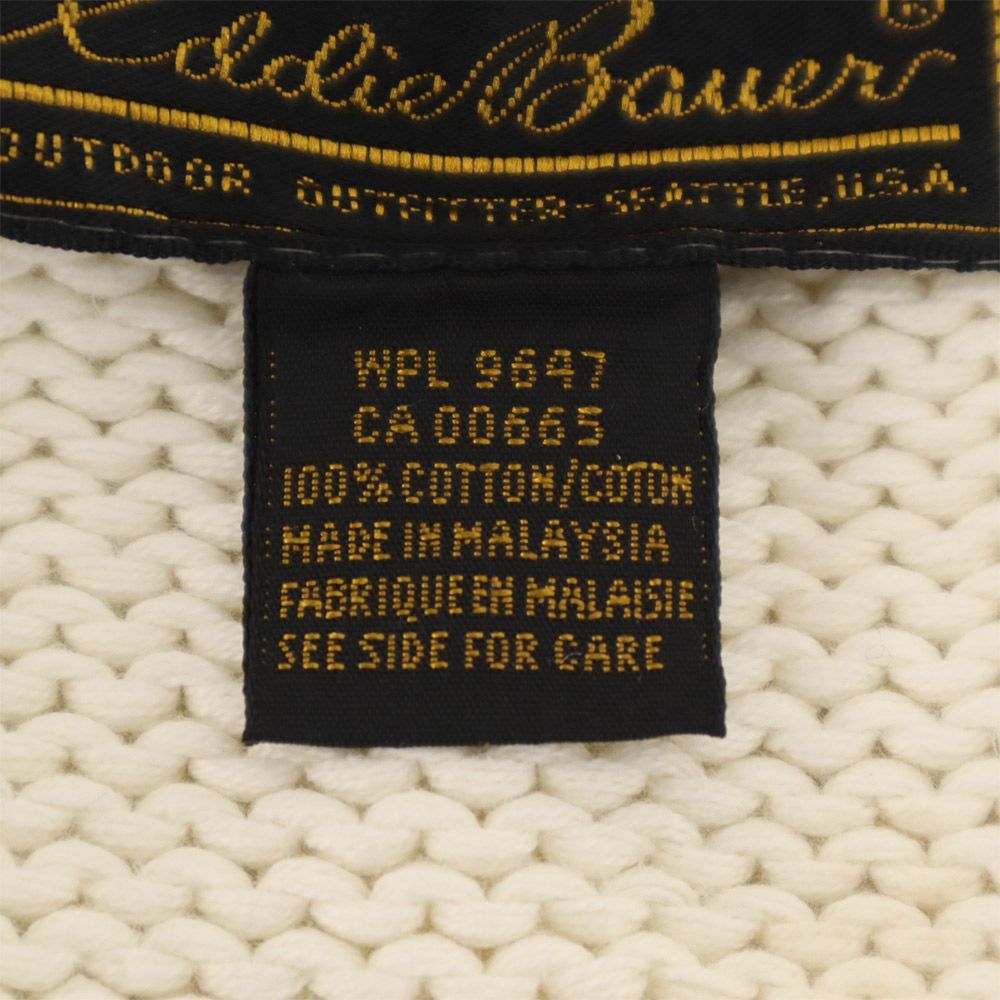 Eddie Bauer®
OUTDOOR OUTFITTER-SEATTLE, U.S.A.
WPL 9647
CA 00665
100% COTTON/COTON
MADE IN MALAYSIA
FABRIQUE EN MALAISIE
SEE SIDE FOR CARE